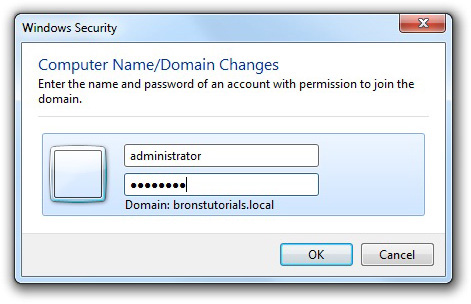 Windows Security
Computer Name/Domain Changes
Enter the name and password of an account with permission to join the
domain.
administrator
●●●●●●●●
Domain: bronstutorials.local
OK
Cancel